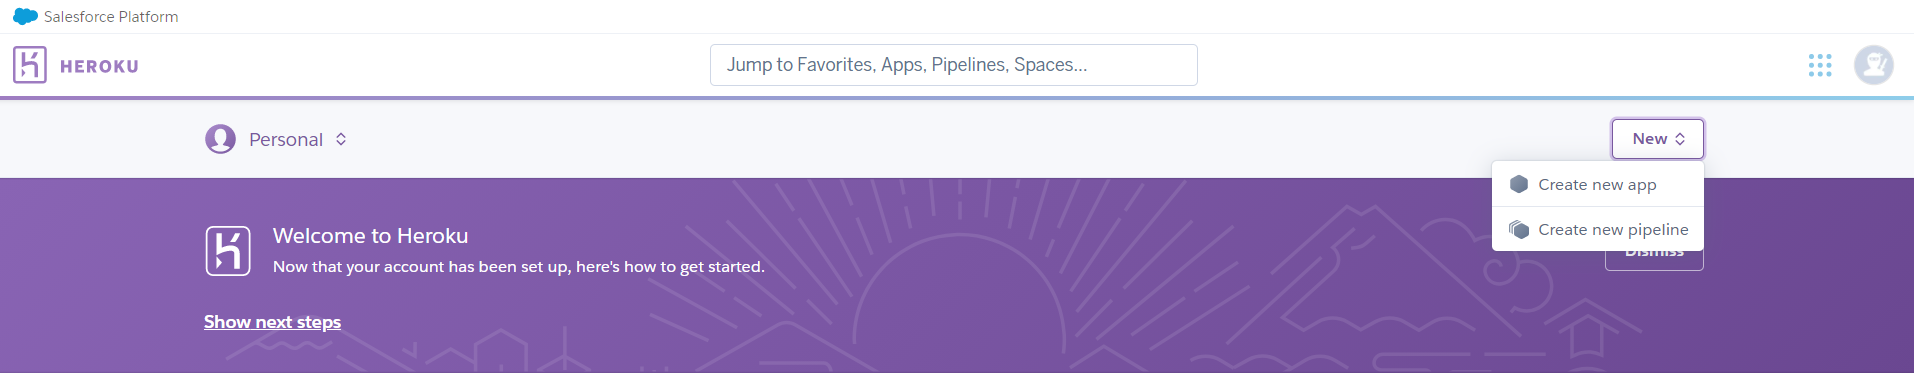 Salesforce Platform
HEROKU
Jump to Favorites, Apps, Pipelines, Spaces...
Personal
New
Create new app
Create new pipeline
Dismiss
Welcome to Heroku
Now that your account has been set up, here's how to get started.
Show next steps